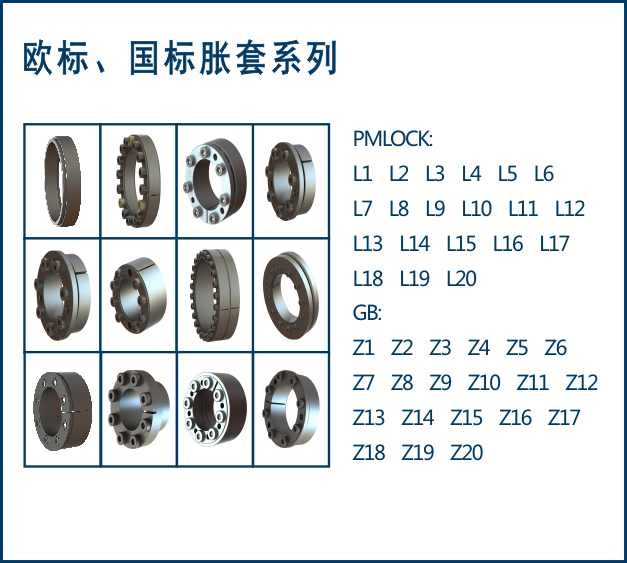 欧标、国标胀套系列
PMLOCK:
L1 L2 L3 L4 L5 L6
L7 L8 L9 L10 L11 L12
L13 L14 L15 L16 L17
L18 L19 L20
GB:
Z1 Z2 Z3 Z4 Z5 Z6
Z7 Z8 Z9 Z10 Z11 Z12
Z13 Z14 Z15 Z16 Z17
Z18 Z19 Z20